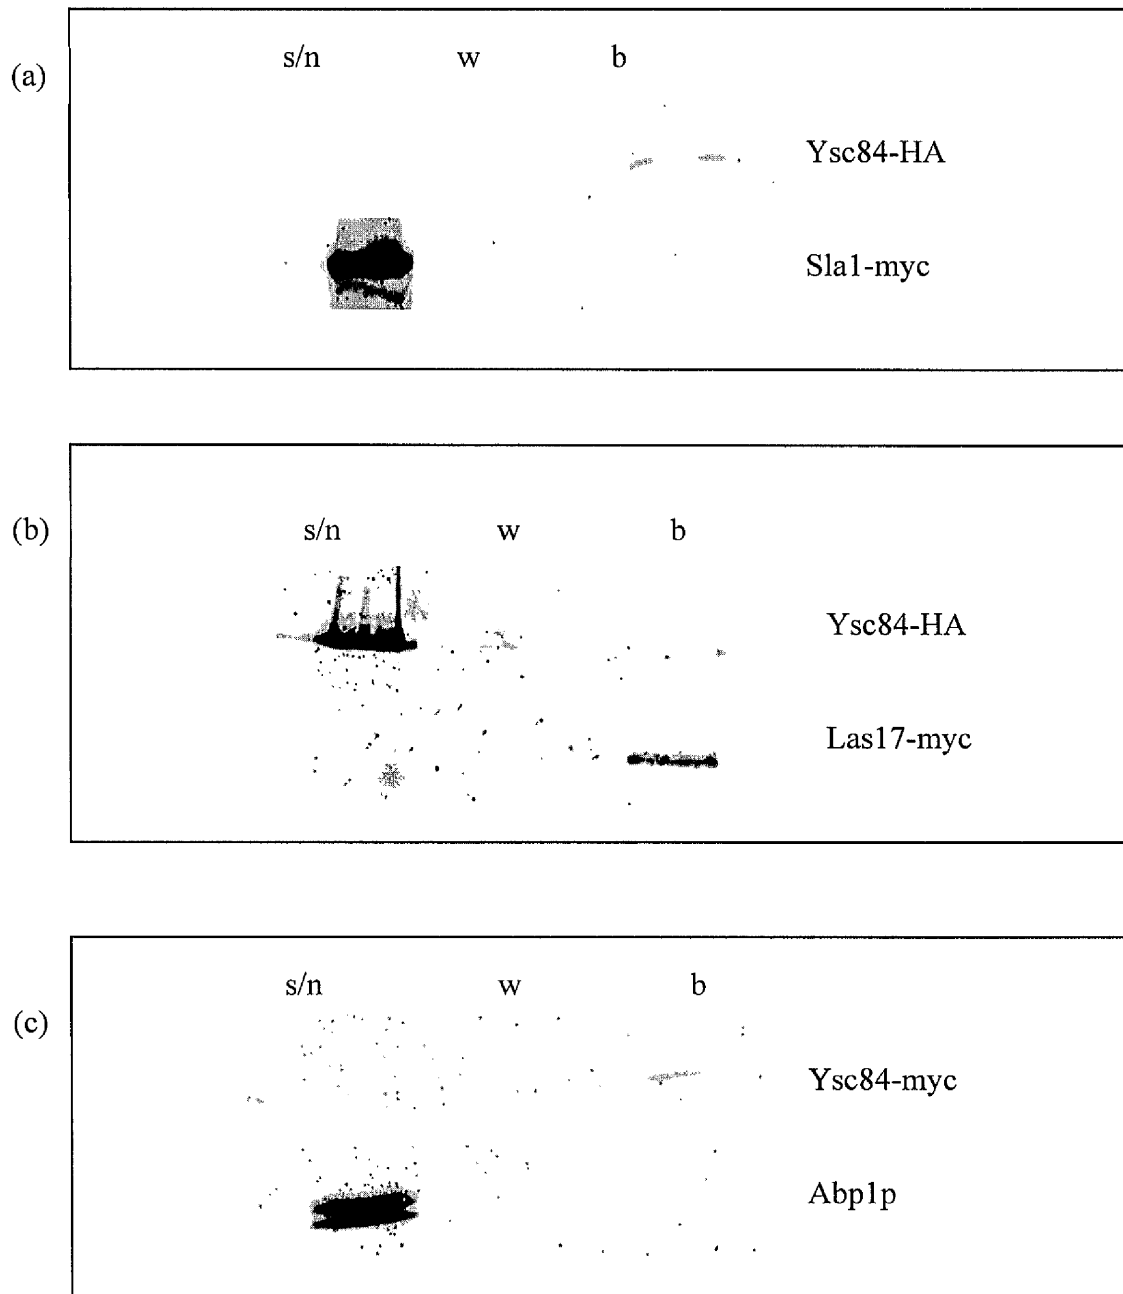 (a)
s/n w b
Ysc84-HA
Sla1-myc
(b)
s/n w b
Ysc84-HA
Las17-myc
(c)
s/n w b
Ysc84-myc
Abp1p